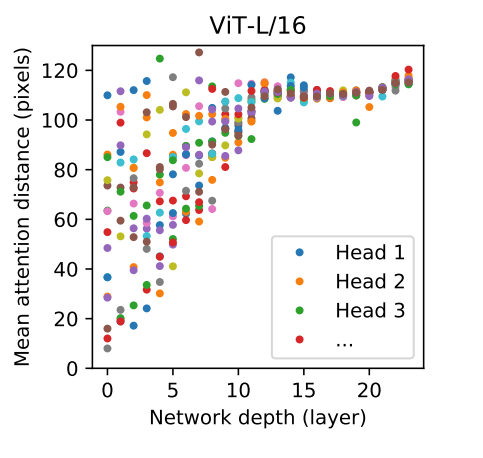 ViT-L/16
Mean attention distance (pixels)
120
100
80
60
40
20
0
Head 1
Head 2
Head 3
...
0 5 10 15 20
Network depth (layer)